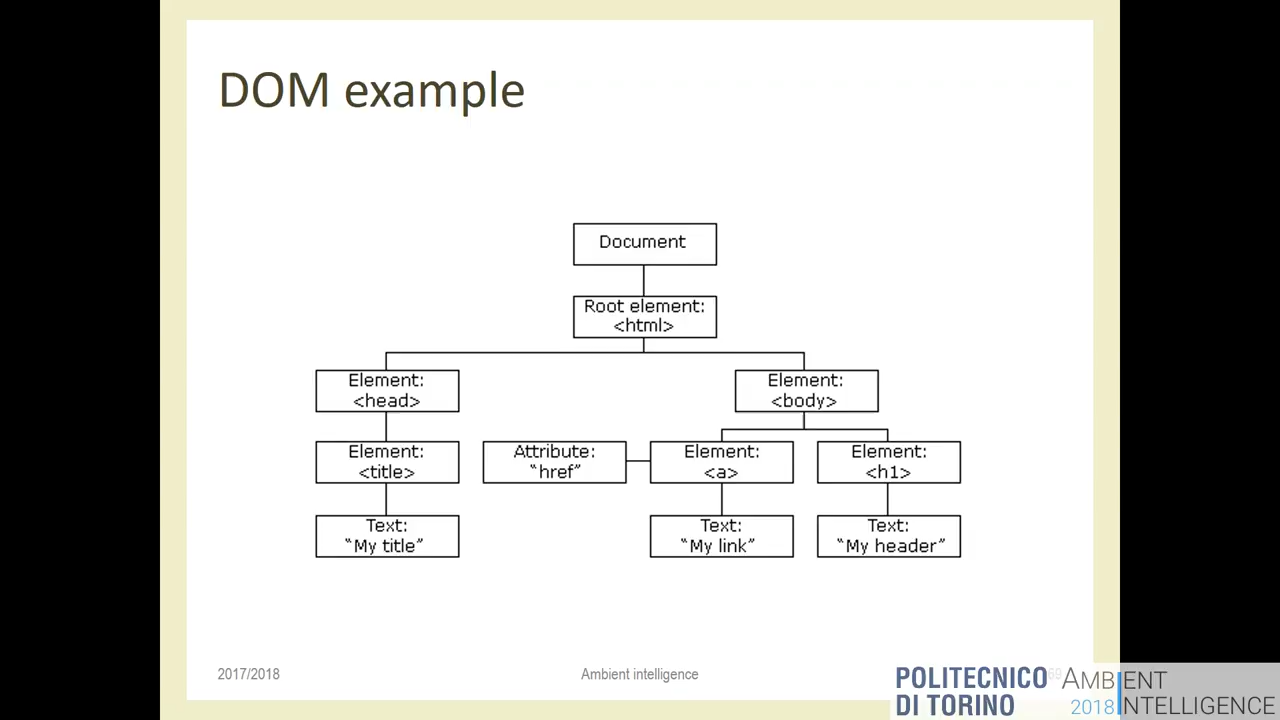 DOM example
Document
Root element:
<html>
Element:
<head>
Element:
<body>
Element:
<title>
Attribute:
“href”
Element:
<a>
Element:
<h1>
Text:
“My title”
Text:
“My link”
Text:
“My header”
2017/2018
Ambient intelligence
POLITECNICO
DI TORINO
AMBIENT
2018 INTELLIGENCE